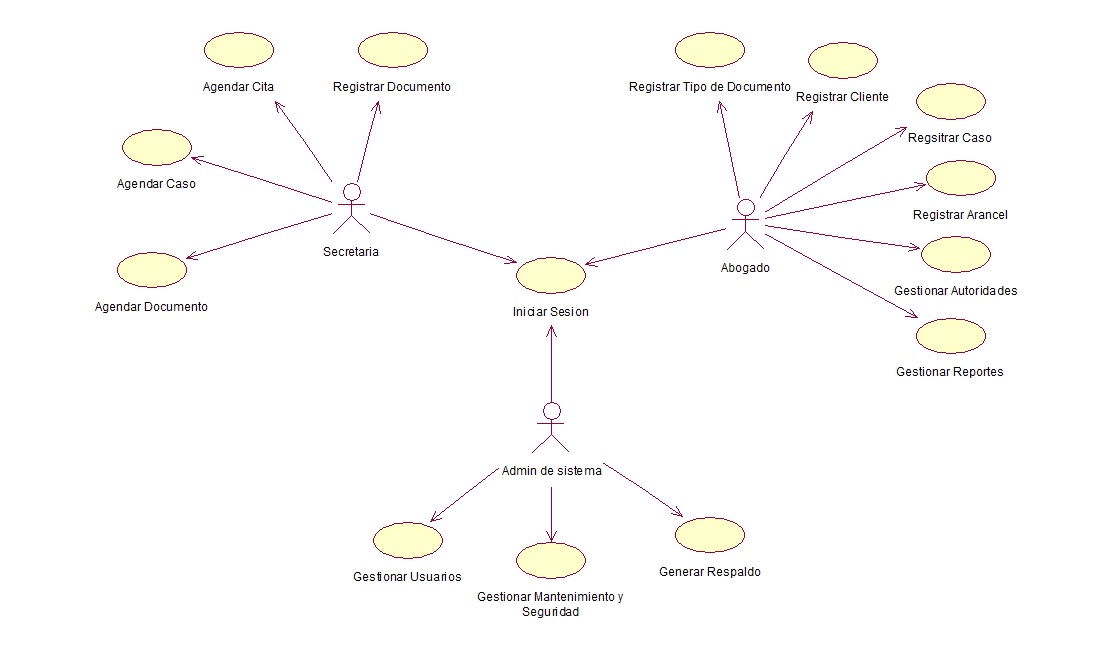 Agendar Cita
Registrar Documento
Registrar Tipo de Documento
Registrar Cliente
Regsitrar Caso
Agendar Caso
Registrar Arancel
Secretaria
Abogado
Gestionar Autoridades
Agendar Documento
Iniciar Sesion
Gestionar Reportes
Admin de sistema
Gestionar Usuarios
Generar Respaldo
Gestionar Mantenimiento y
Seguridad